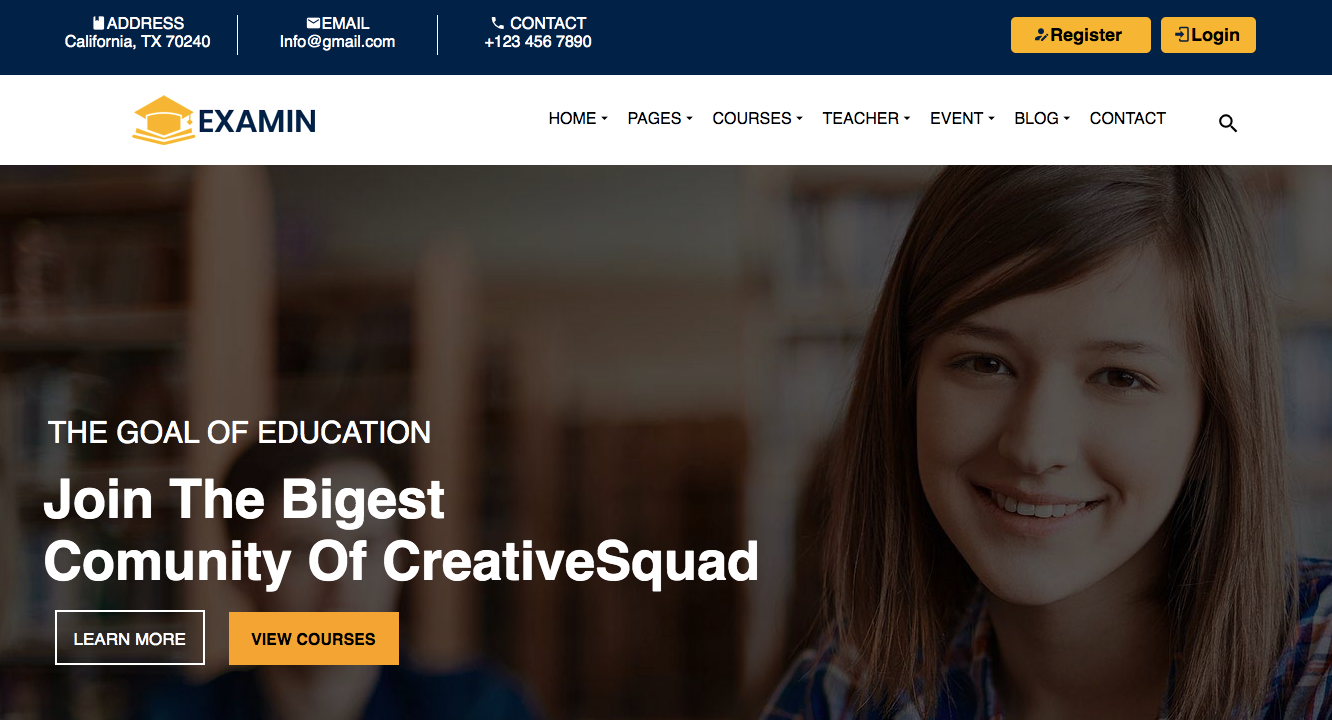 ADDRESS
California, TX 70240
EMAIL
Info@gmail.com
CONTACT
+123 456 7890
Register
Login
EXAMIN
HOME
PAGES
COURSES
TEACHER
EVENT
BLOG
CONTACT
THE GOAL OF EDUCATION
Join The Bigest
Comunity Of CreativeSquad
LEARN MORE
VIEW COURSES